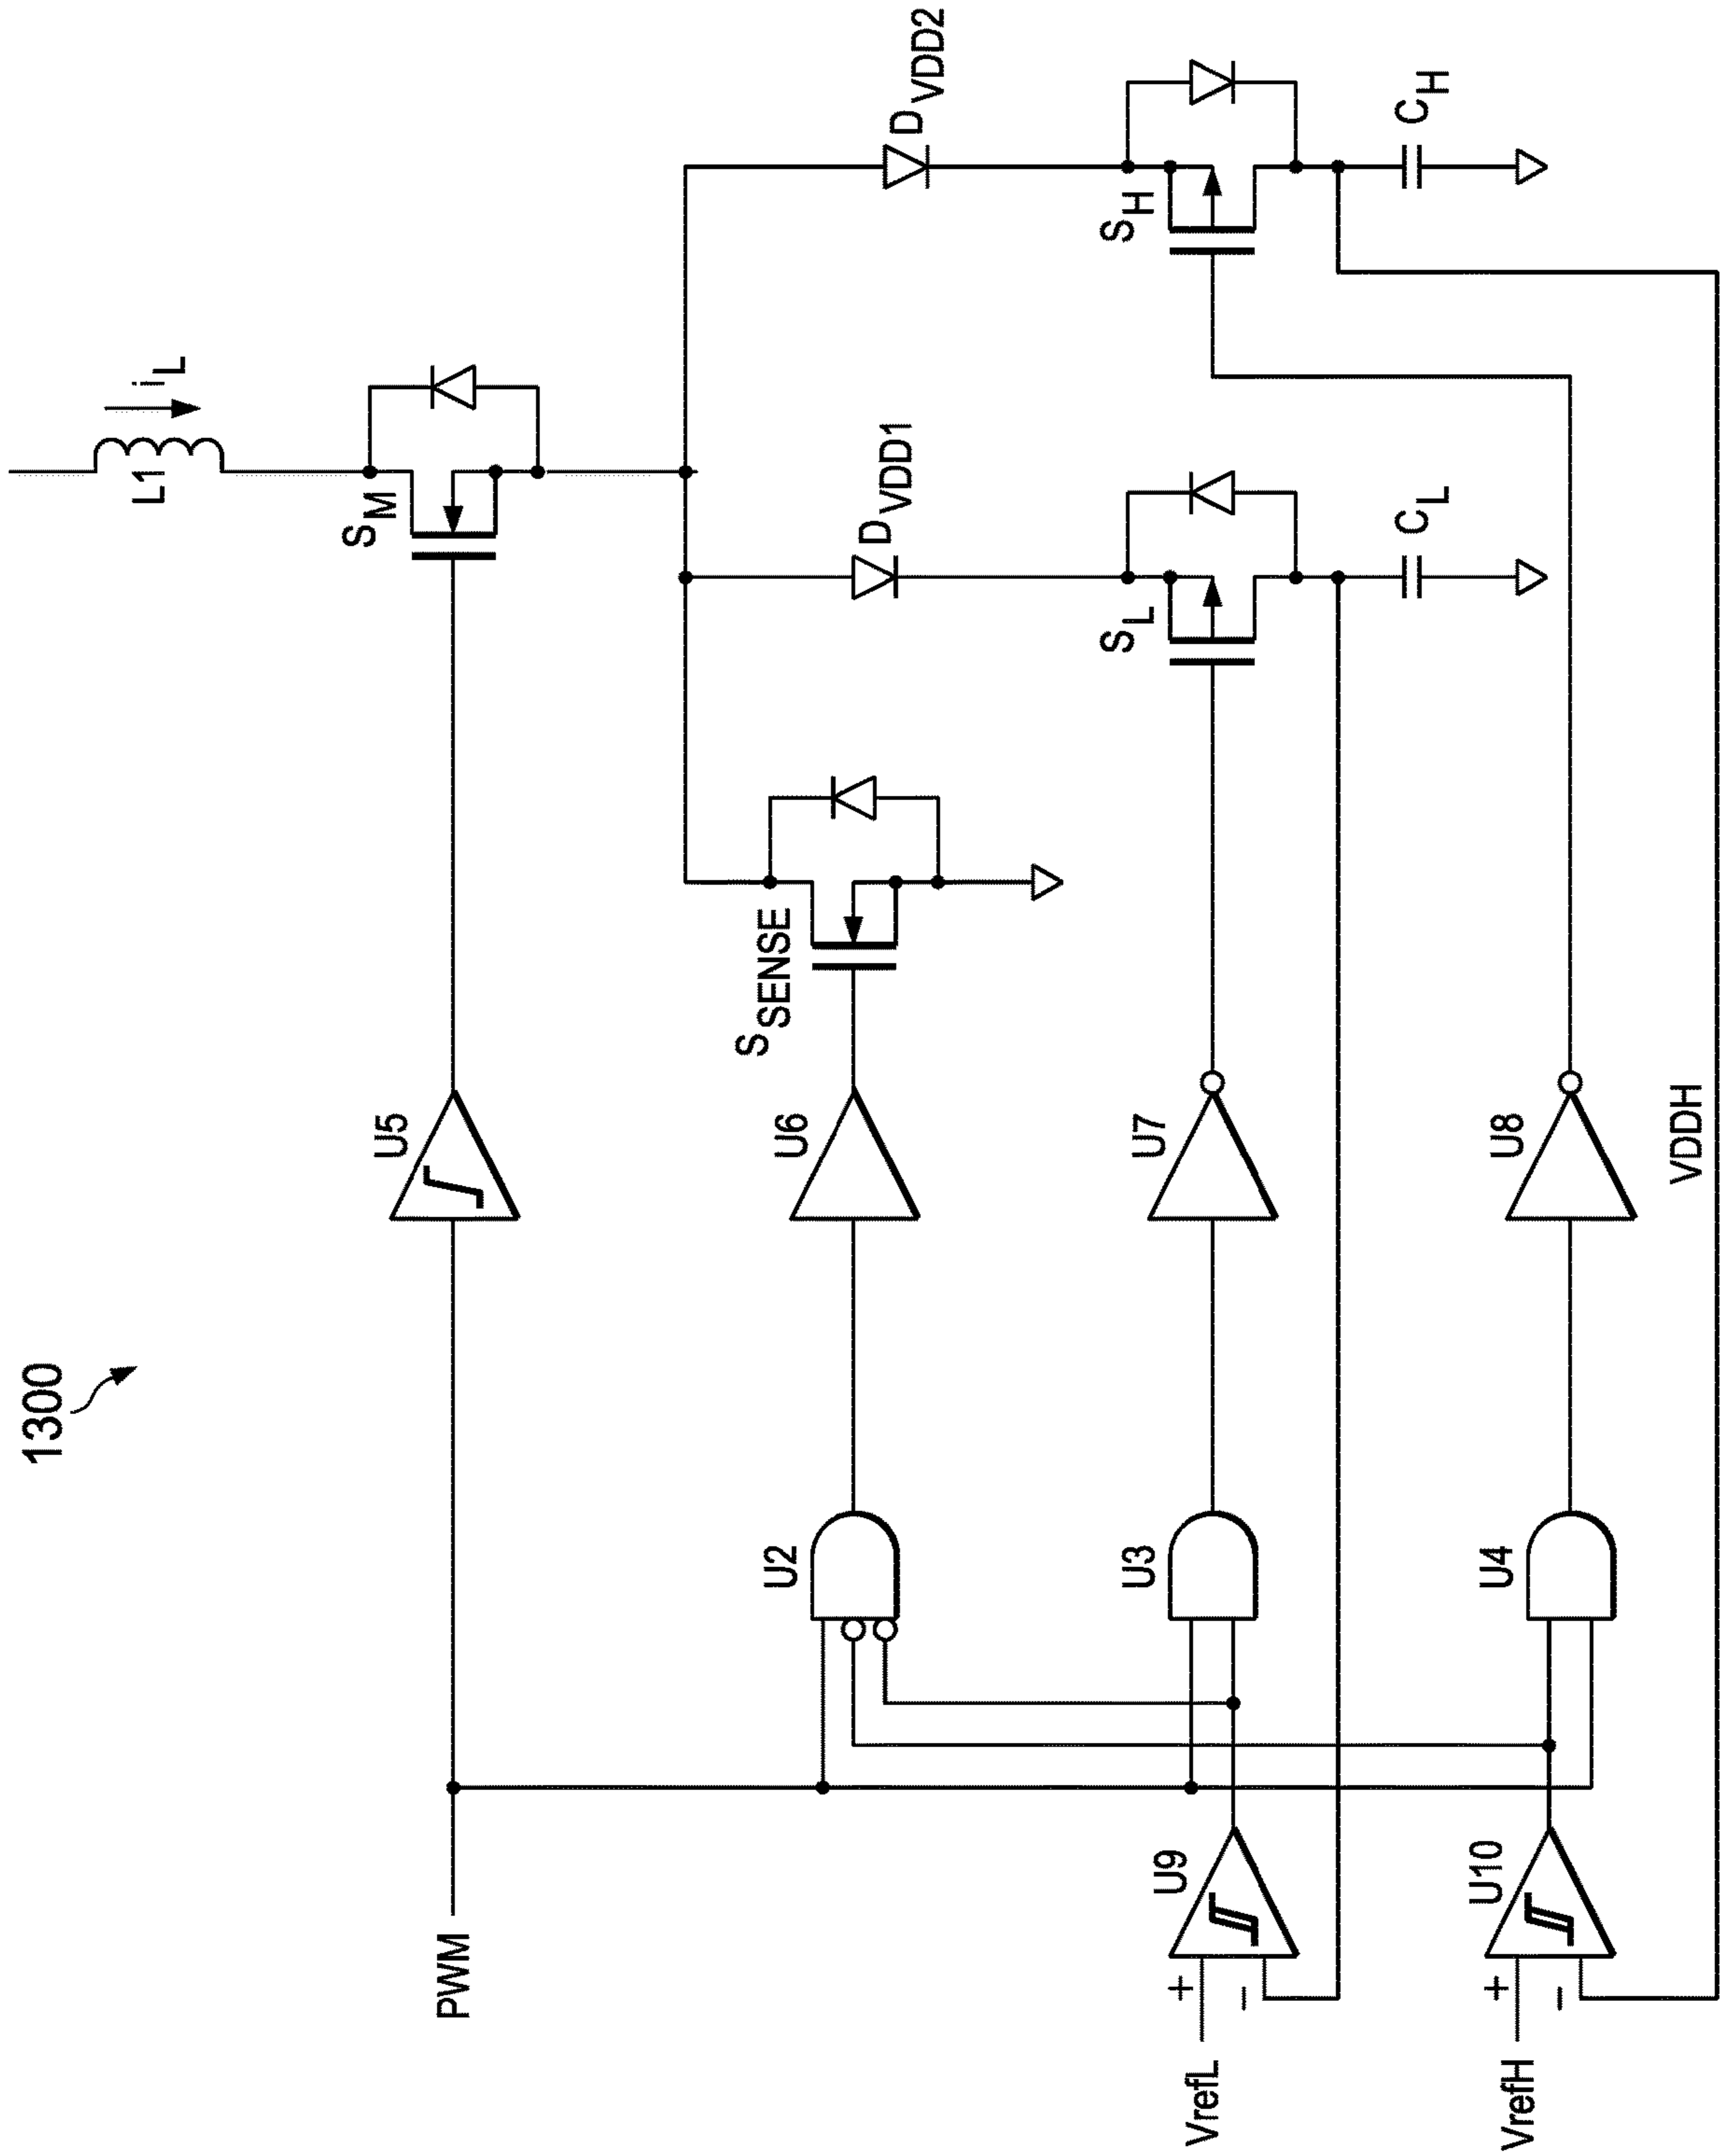 1300
L1
iL
SM
U5
PWM
SSENSE
U6
U2
DVDD1
DVDD2
SL
SH
U7
U3
U9
+
−
VrefL
CL
CH
U8
U4
U10
+
−
VrefH
VDDH